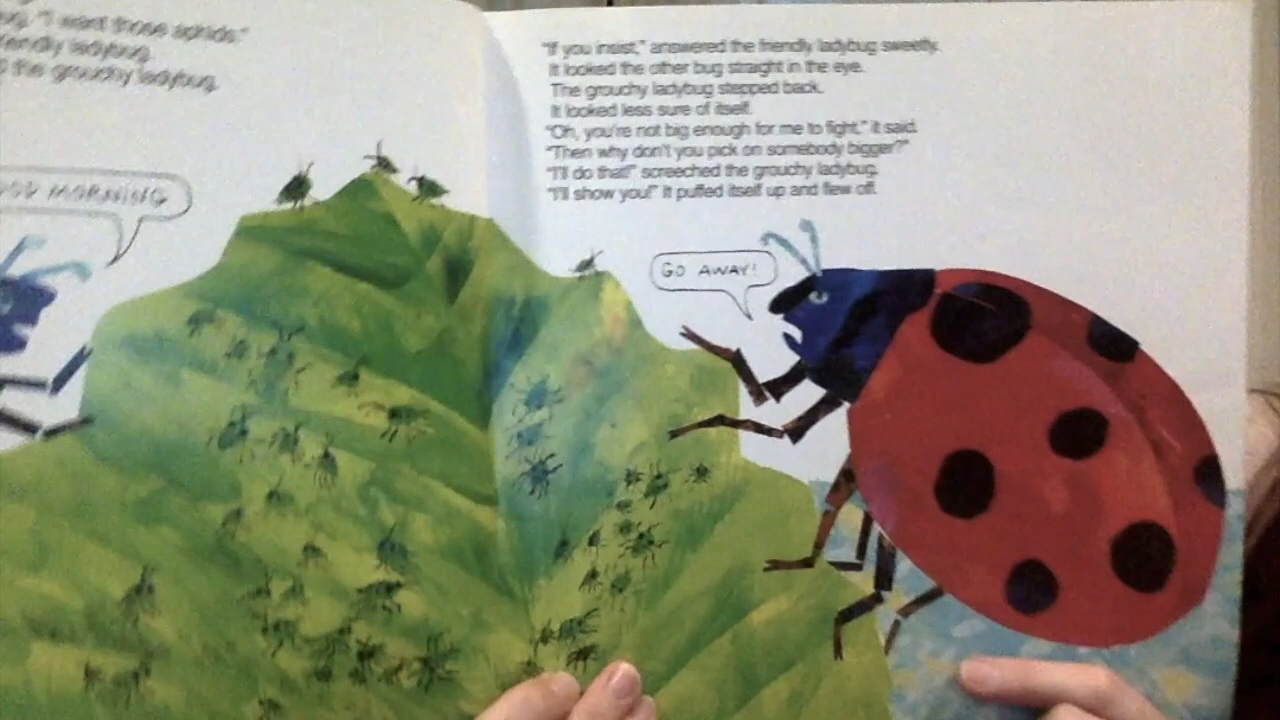 "I want those aphids."
friendly ladybug.
the grouchy ladybug.
MORNING
"If you insist," answered the friendly ladybug sweetly.
It looked the other bug straight in the eye.
The grouchy ladybug stepped back.
It looked less sure of itself.
"Oh, you're not big enough for me to fight," it said.
"Then why don't you pick on somebody bigger?"
"I'll do that!" screeched the grouchy ladybug.
"I'll show you!" It puffed itself up and flew off.
GO AWAY!